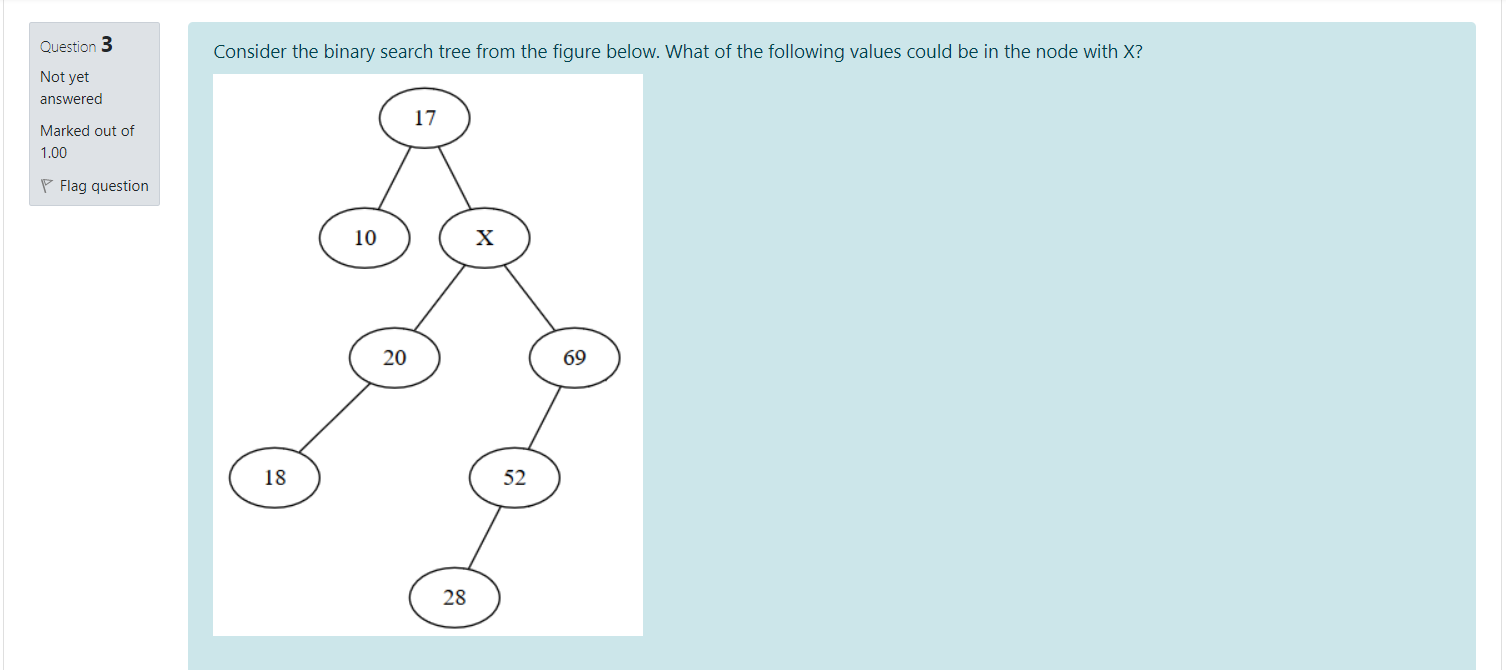 Question 3
Not yet
answered
Marked out of
1.00
Flag question
Consider the binary search tree from the figure below. What of the following values could be in the node with X?
17
10
X
20
69
18
52
28